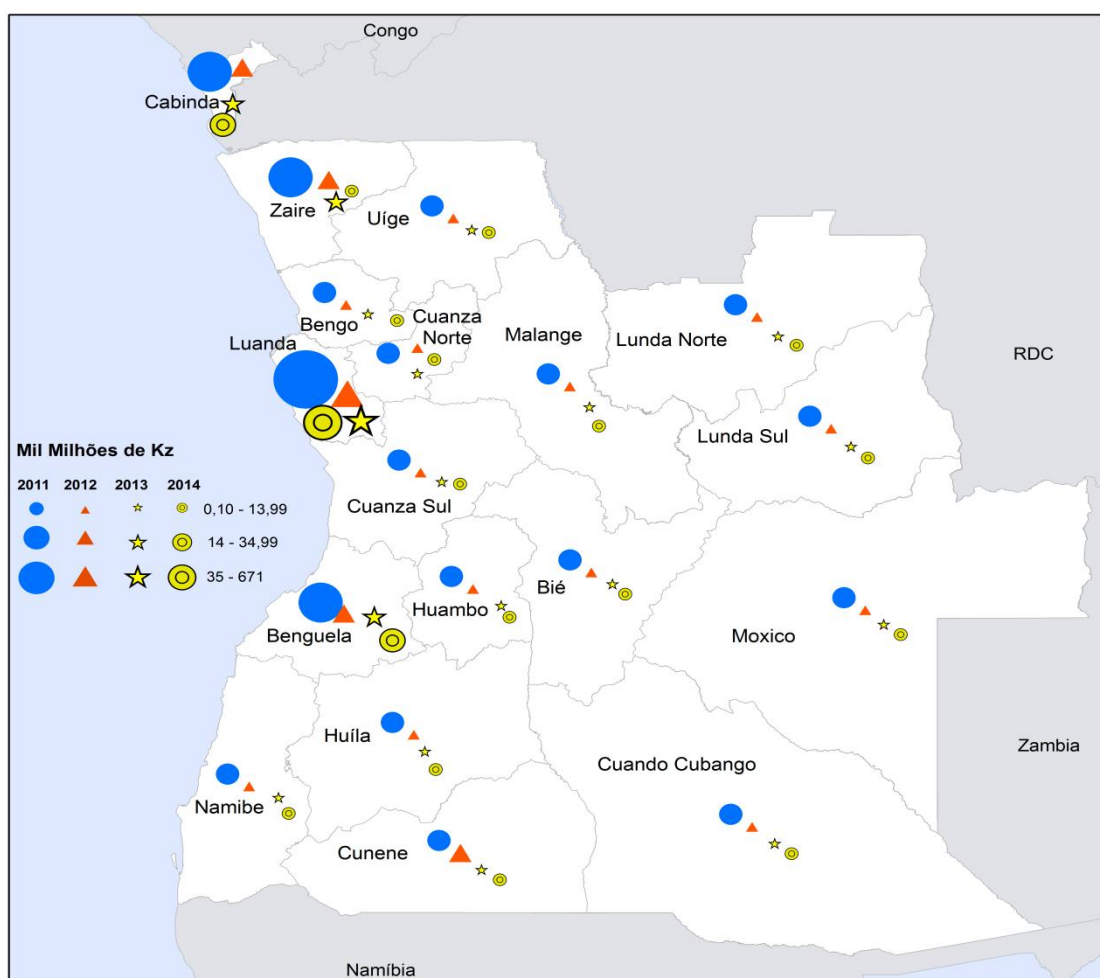 Congo
Cabinda
Zaire
Uíge
Bengo
Cuanza
Norte
Malange
Lunda Norte
Luanda
RDC
Lunda Sul
Mil Milhões de Kz
2011 2012 2013 2014
0,10 - 13,99
14 - 34,99
35 - 671
Cuanza Sul
Huambo
Bié
Benguela
Moxico
Huíla
Cuando Cubango
Zambia
Namibe
Cunene
Namíbia